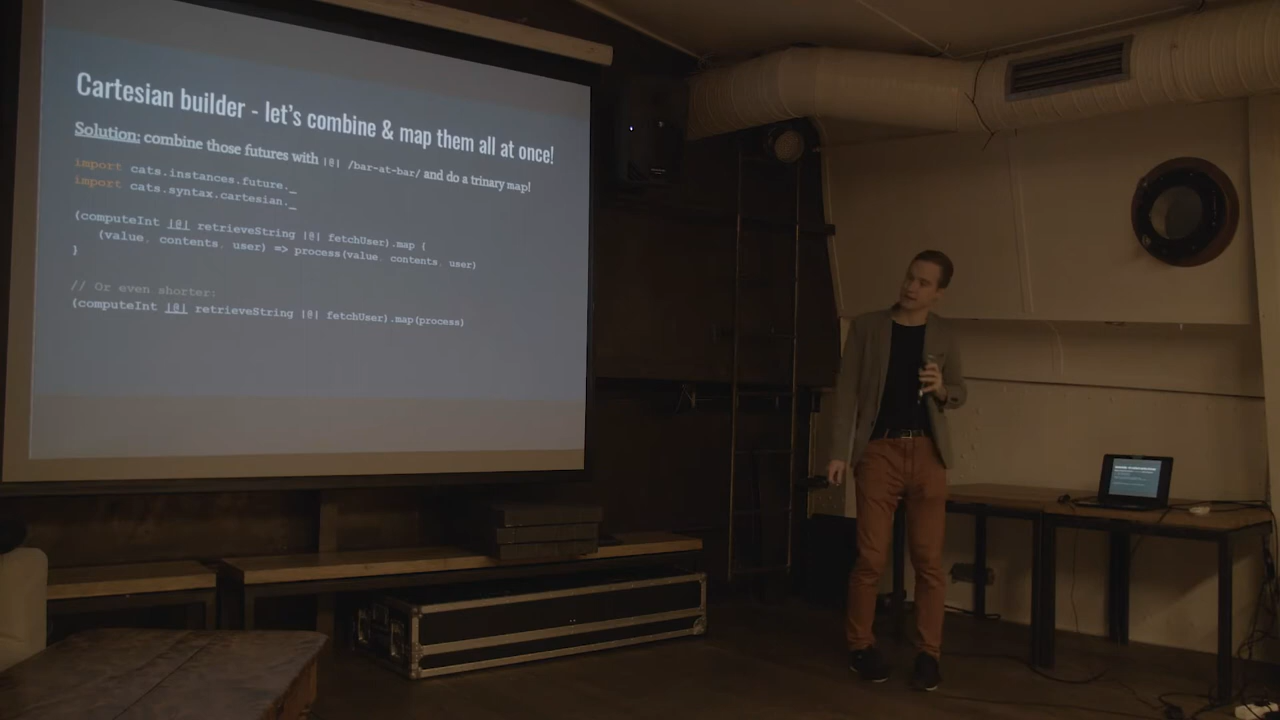 Cartesian builder - let's combine & map them all at once!
Solution: combine those futures with |@| /bar-at-bar/ and do a trinary map!
import cats.instances.future._
import cats.syntax.cartesian._
(computeInt |@| retrieveString |@| fetchUser).map {
(value, contents, user) => process(value, contents, user)
}
// Or even shorter:
(computeInt |@| retrieveString |@| fetchUser).map(process)